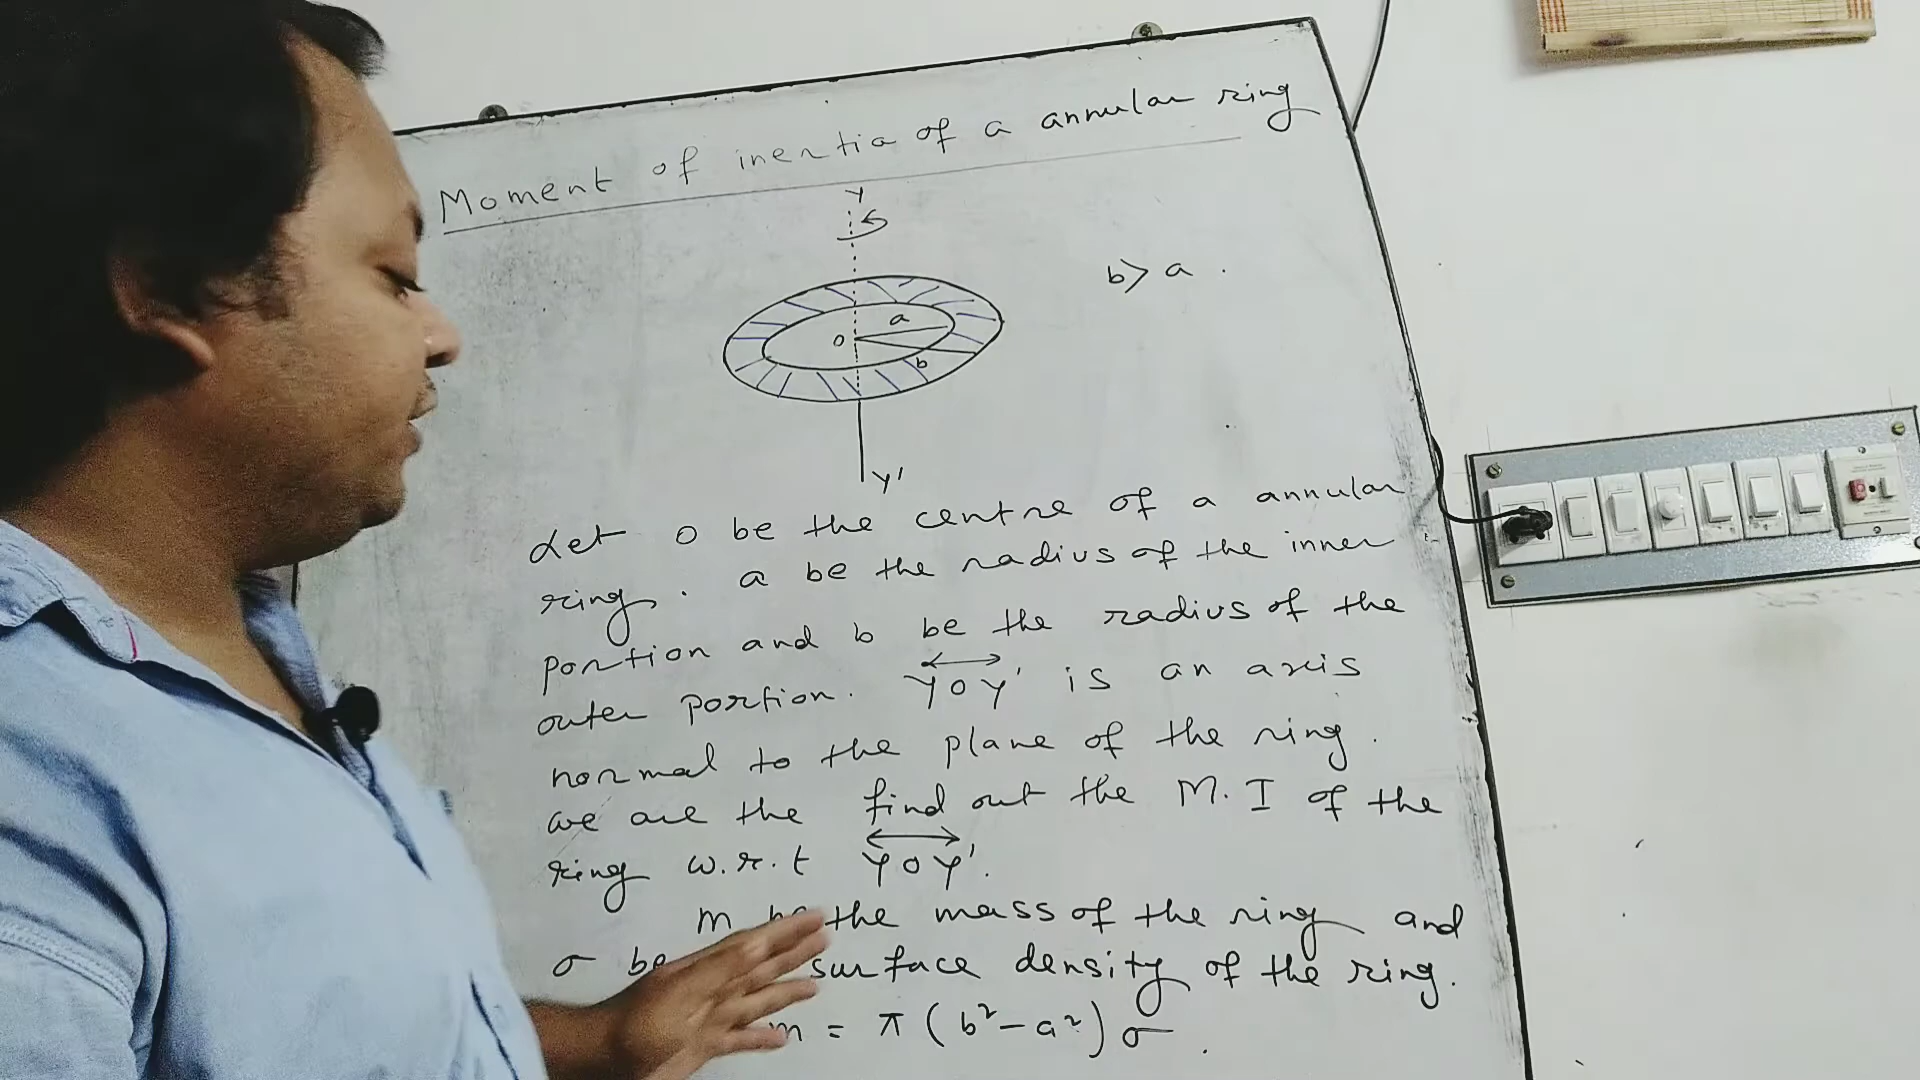 Moment of inertia of a annular ring
Y
b > a .
a
o
b
Y'
Let O be the centre of a annular
ring . a be the radius of the inner
portion and b be the radius of the
outer portion . YOY' is an axis
normal to the plane of the ring .
we are the find out the M.I of the
ring w.r.t YOY' .
m be the mass of the ring and
σ be surface density of the ring .
m = π (b² - a²) σ .